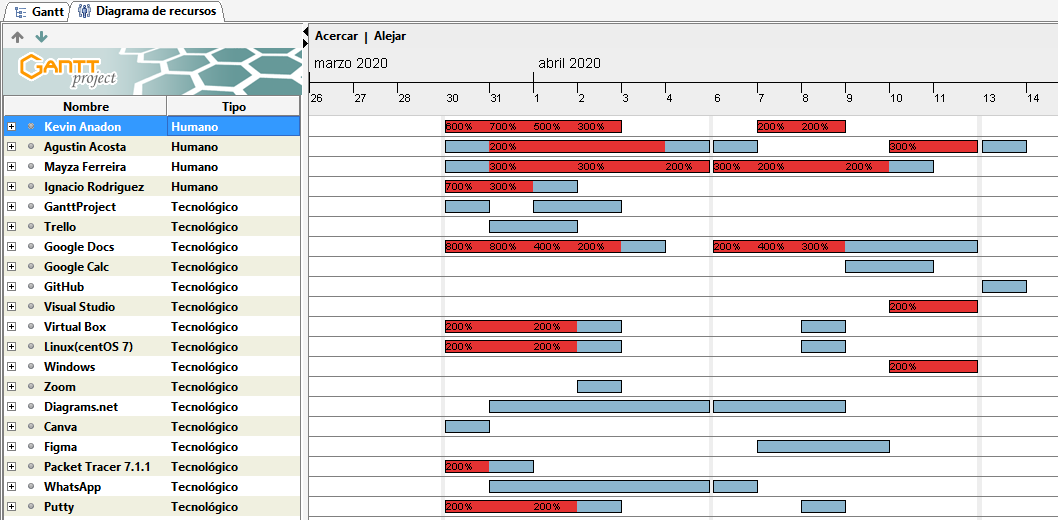 Gantt Diagrama de recursos
Acercar | Alejar
GANTT project
marzo 2020 abril 2020
Nombre Tipo
26 27 28 30 31 1 2 3 4 6 7 8 9 10 11 13 14
Kevin Anadon Humano 600% 700% 500% 300% 200% 200%
Agustin Acosta Humano 200% 300%
Mayza Ferreira Humano 300% 300% 200% 300% 200% 200%
Ignacio Rodriguez Humano 700% 300%
GanttProject Tecnológico
Trello Tecnológico
Google Docs Tecnológico 800% 800% 400% 200% 200% 400% 300%
Google Calc Tecnológico
GitHub Tecnológico
Visual Studio Tecnológico 200%
Virtual Box Tecnológico 200% 200%
Linux(centOS 7) Tecnológico 200% 200%
Windows Tecnológico 200%
Zoom Tecnológico
Diagrams.net Tecnológico
Canva Tecnológico
Figma Tecnológico
Packet Tracer 7.1.1 Tecnológico 200%
WhatsApp Tecnológico
Putty Tecnológico 200% 200%